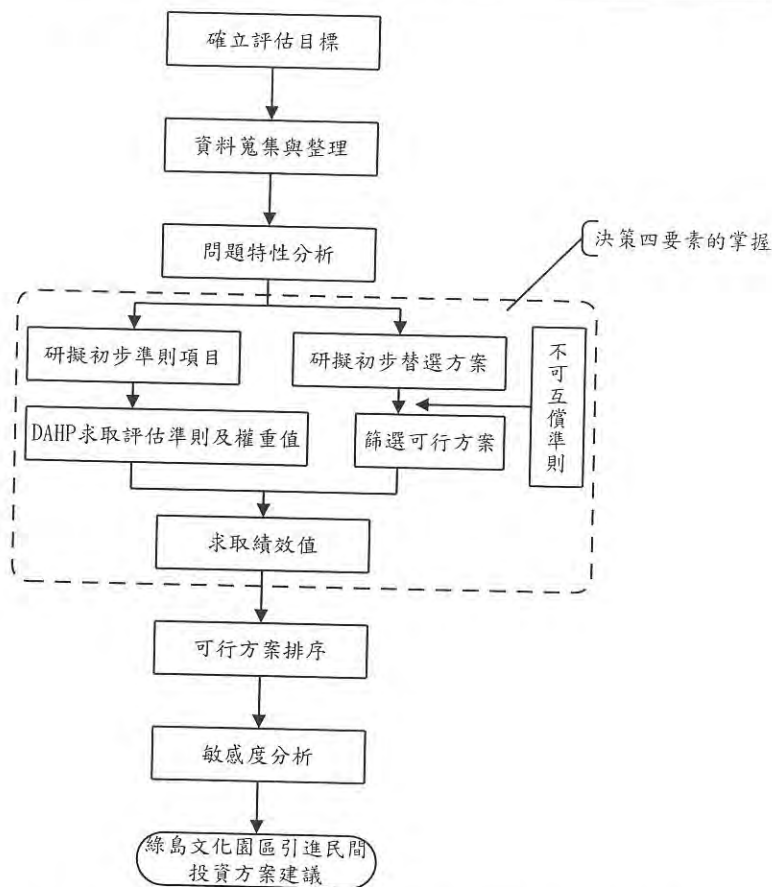 確立評估目標
資料蒐集與整理
問題特性分析
決策四要素的掌握
研擬初步準則項目
研擬初步替選方案
不可互償準則
DAHP求取評估準則及權重值
篩選可行方案
求取績效值
可行方案排序
敏感度分析
綠島文化園區引進民間
投資方案建議